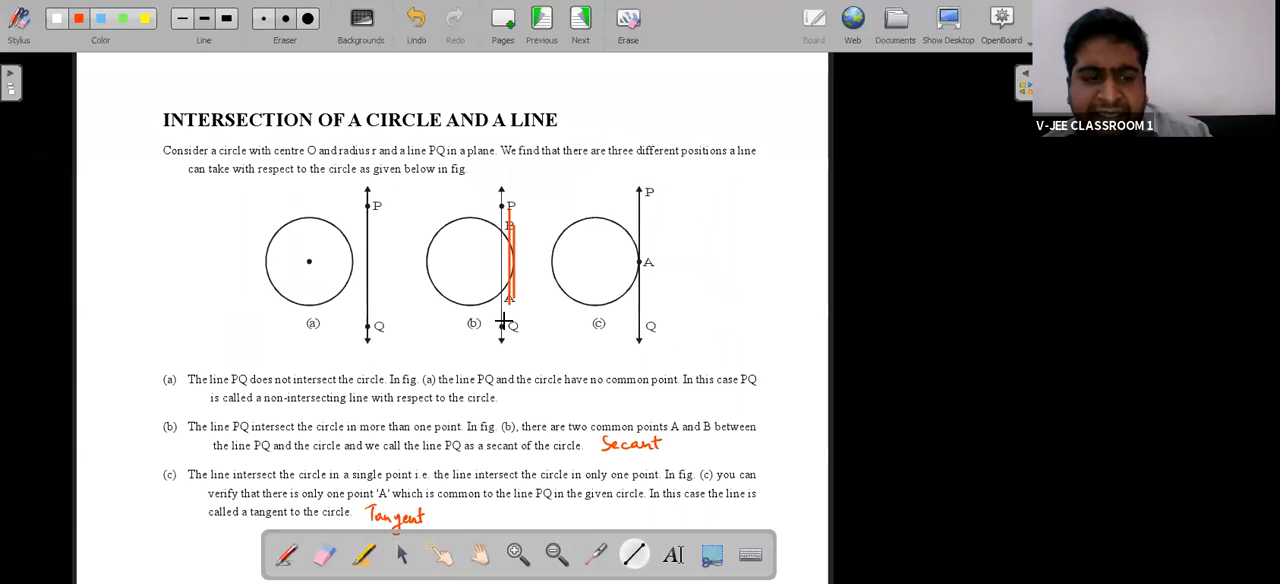 Stylus
Color
Line
Eraser
Backgrounds
Undo
Redo
Pages
Previous
Next
Erase
Board
Web
Documents
Show Desktop
OpenBoard
V-JEE CLASSROOM 1
INTERSECTION OF A CIRCLE AND A LINE
Consider a circle with centre O and radius r and a line PQ in a plane. We find that there are three different positions a line
can take with respect to the circle as given below in fig.
P
Q
(a)
P
B
A
Q
(b)
P
A
Q
(c)
(a) The line PQ does not intersect the circle. In fig. (a) the line PQ and the circle have no common point. In this case PQ
is called a non-intersecting line with respect to the circle.
(b) The line PQ intersect the circle in more than one point. In fig. (b), there are two common points A and B between
the line PQ and the circle and we call the line PQ as a secant of the circle. Secant
(c) The line intersect the circle in a single point i.e. the line intersect the circle in only one point. In fig. (c) you can
verify that there is only one point 'A' which is common to the line PQ in the given circle. In this case the line is
called a tangent to the circle. Tangent
A